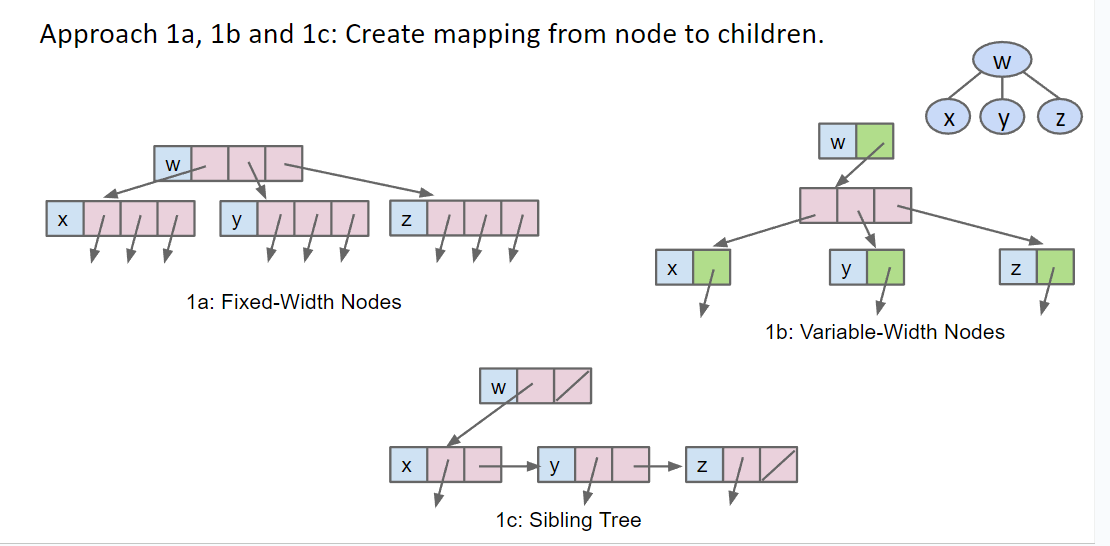 Approach 1a, 1b and 1c: Create mapping from node to children.
w
x y z
w
x y z
1a: Fixed-Width Nodes
w
x y z
1b: Variable-Width Nodes
w
x y z
1c: Sibling Tree